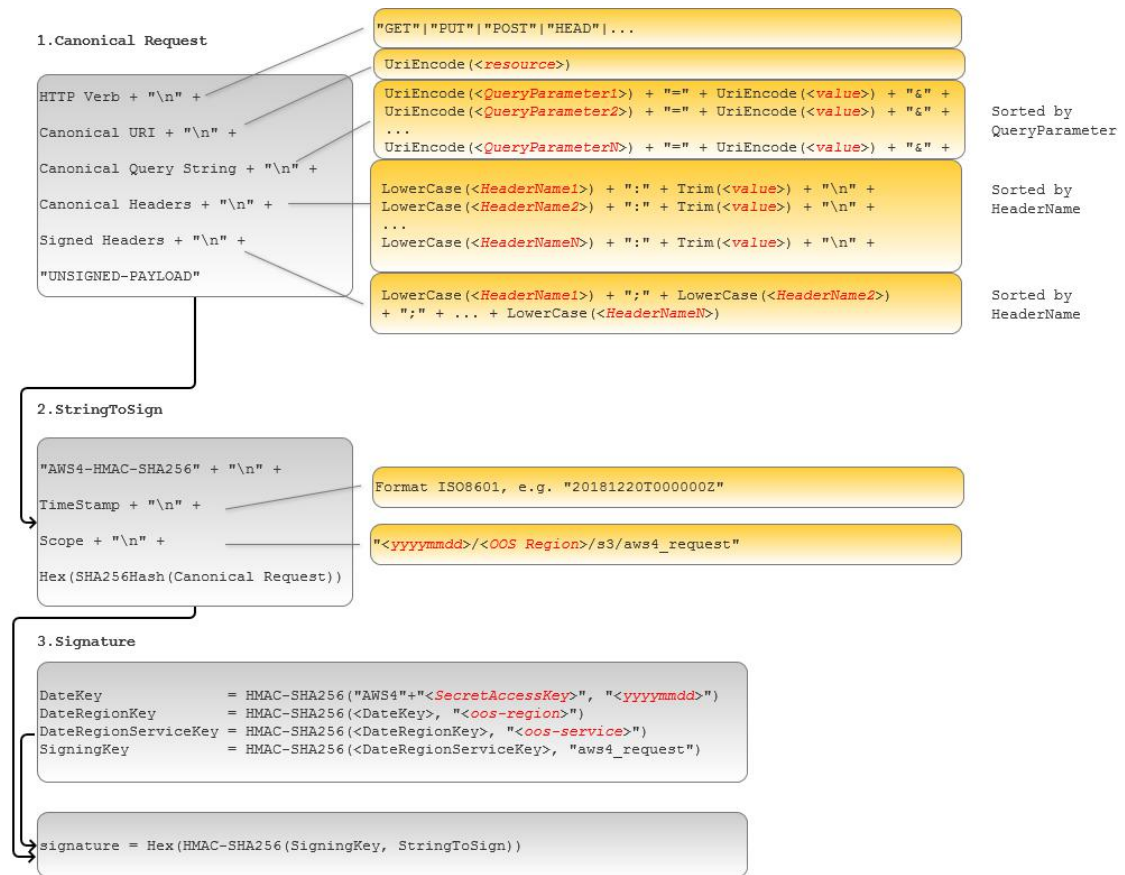 1.Canonical Request
"GET"|"PUT"|"POST"|"HEAD"|...
HTTP Verb + "\n" +
UriEncode(<resource>)
Canonical URI + "\n" +
UriEncode(<QueryParameter1>) + "=" + UriEncode(<value>) + "&" +
UriEncode(<QueryParameter2>) + "=" + UriEncode(<value>) + "&" +
...
UriEncode(<QueryParameterN>) + "=" + UriEncode(<value>) + "&" +
Sorted by
QueryParameter
Canonical Query String + "\n" +
Canonical Headers + "\n" +
LowerCase(<HeaderName1>) + ":" + Trim(<value>) + "\n" +
LowerCase(<HeaderName2>) + ":" + Trim(<value>) + "\n" +
...
LowerCase(<HeaderNameN>) + ":" + Trim(<value>) + "\n" +
Sorted by
HeaderName
Signed Headers + "\n" +
"UNSIGNED-PAYLOAD"
LowerCase(<HeaderName1>) + ";" + LowerCase(<HeaderName2>)
+ ";" + ... + LowerCase(<HeaderNameN>)
Sorted by
HeaderName
2.StringToSign
"AWS4-HMAC-SHA256" + "\n" +
TimeStamp + "\n" +
Format ISO8601, e.g. "20181220T000000Z"
Scope + "\n" +
"<yyyymmdd>/<OOS Region>/s3/aws4_request"
Hex(SHA256Hash(Canonical Request))
3.Signature
DateKey = HMAC-SHA256("AWS4"+"<SecretAccessKey>", "<yyyymmdd>")
DateRegionKey = HMAC-SHA256(<DateKey>, "<oos-region>")
DateRegionServiceKey = HMAC-SHA256(<DateRegionKey>, "<oos-service>")
SigningKey = HMAC-SHA256(<DateRegionServiceKey>, "aws4_request")
signature = Hex(HMAC-SHA256(SigningKey, StringToSign))